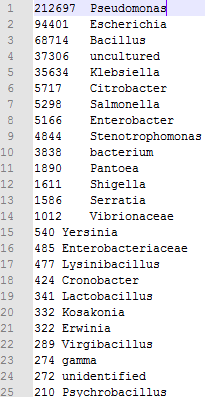 1 212697 Pseudomonas
2 94401 Escherichia
3 68714 Bacillus
4 37306 uncultured
5 35634 Klebsiella
6 5717 Citrobacter
7 5298 Salmonella
8 5166 Enterobacter
9 4844 Stenotrophomonas
10 3838 bacterium
11 1890 Pantoea
12 1611 Shigella
13 1586 Serratia
14 1012 Vibrionaceae
15 540 Yersinia
16 485 Enterobacteriaceae
17 477 Lysinibacillus
18 424 Cronobacter
19 341 Lactobacillus
20 332 Kosakonia
21 322 Erwinia
22 289 Virgibacillus
23 274 gamma
24 272 unidentified
25 210 Psychrobacillus